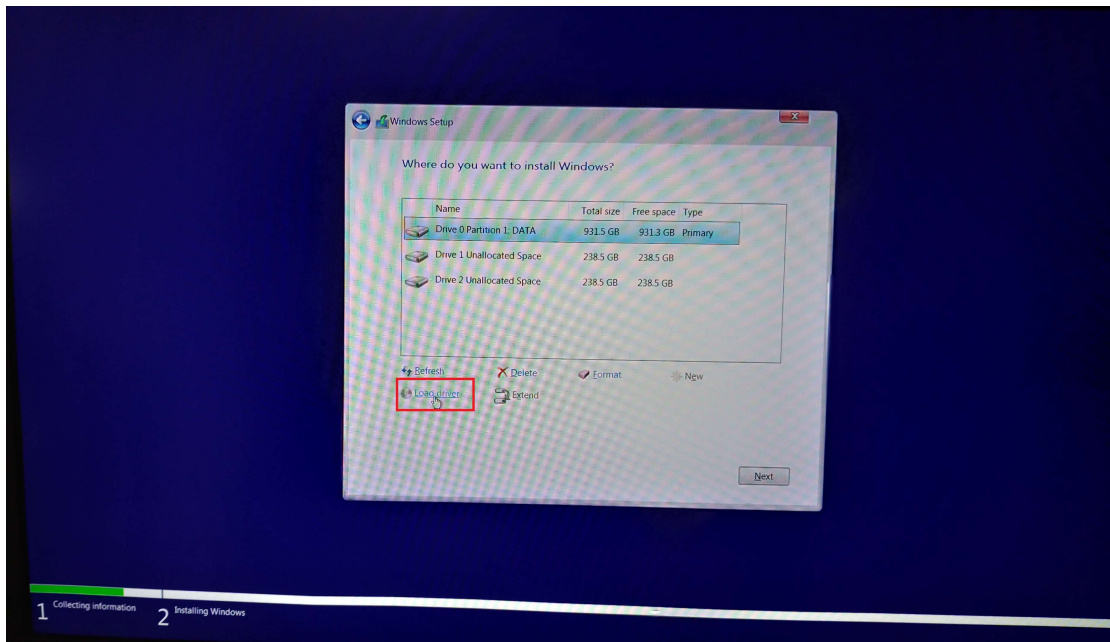 Windows Setup
Where do you want to install Windows?
Name Total size Free space Type
Drive 0 Partition 1: DATA 931.5 GB 931.3 GB Primary
Drive 1 Unallocated Space 238.5 GB 238.5 GB
Drive 2 Unallocated Space 238.5 GB 238.5 GB
Refresh Delete Format New
Load driver Extend
Next
1 Collecting information 2 Installing Windows